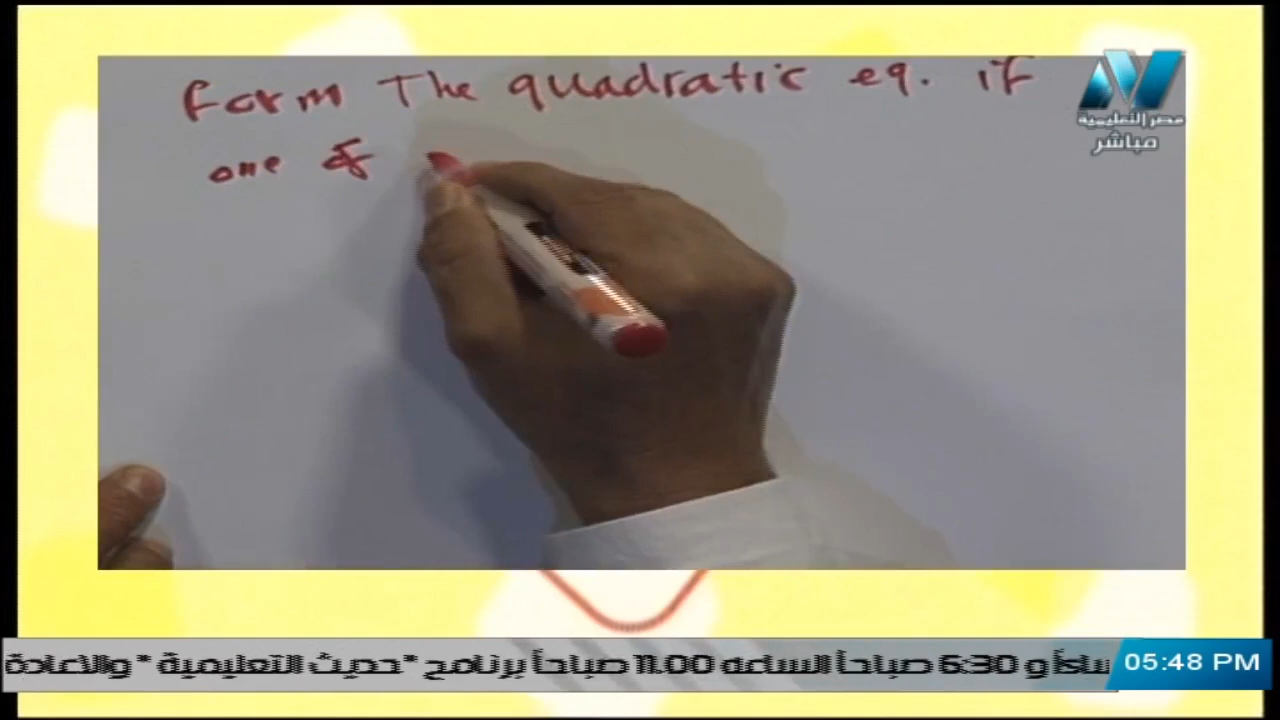 form The quadratic eq. if
one of
مصر التعليمية
مباشر
ساءاً و 6:30 صباحاً الساعه 11.00 صباحاً برنامج "حديث التعليمية" والاعادة
05:48 PM